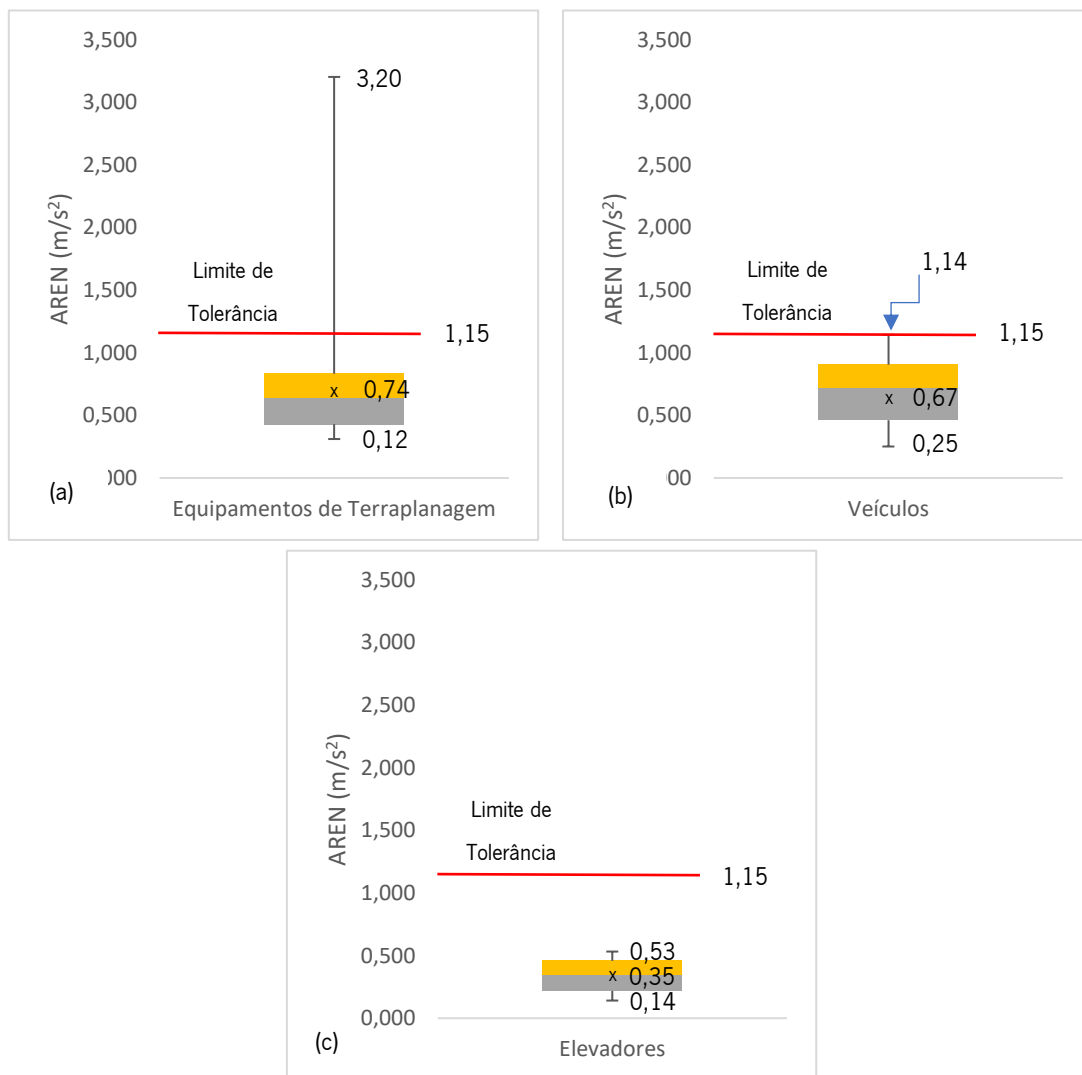 3,500
3,000
2,500
2,000
1,500
1,000
0,500
)00
AREN (m/s²)
3,20
Limite de
Tolerância
1,15
x 0,74
0,12
(a)
Equipamentos de Terraplanagem
3,500
3,000
2,500
2,000
1,500
1,000
0,500
00
AREN (m/s²)
1,14
Limite de
Tolerância
1,15
x 0,67
0,25
(b)
Veículos
3,500
3,000
2,500
2,000
1,500
1,000
0,500
0,000
AREN (m/s²)
Limite de
Tolerância
1,15
0,53
x 0,35
0,14
(c)
Elevadores